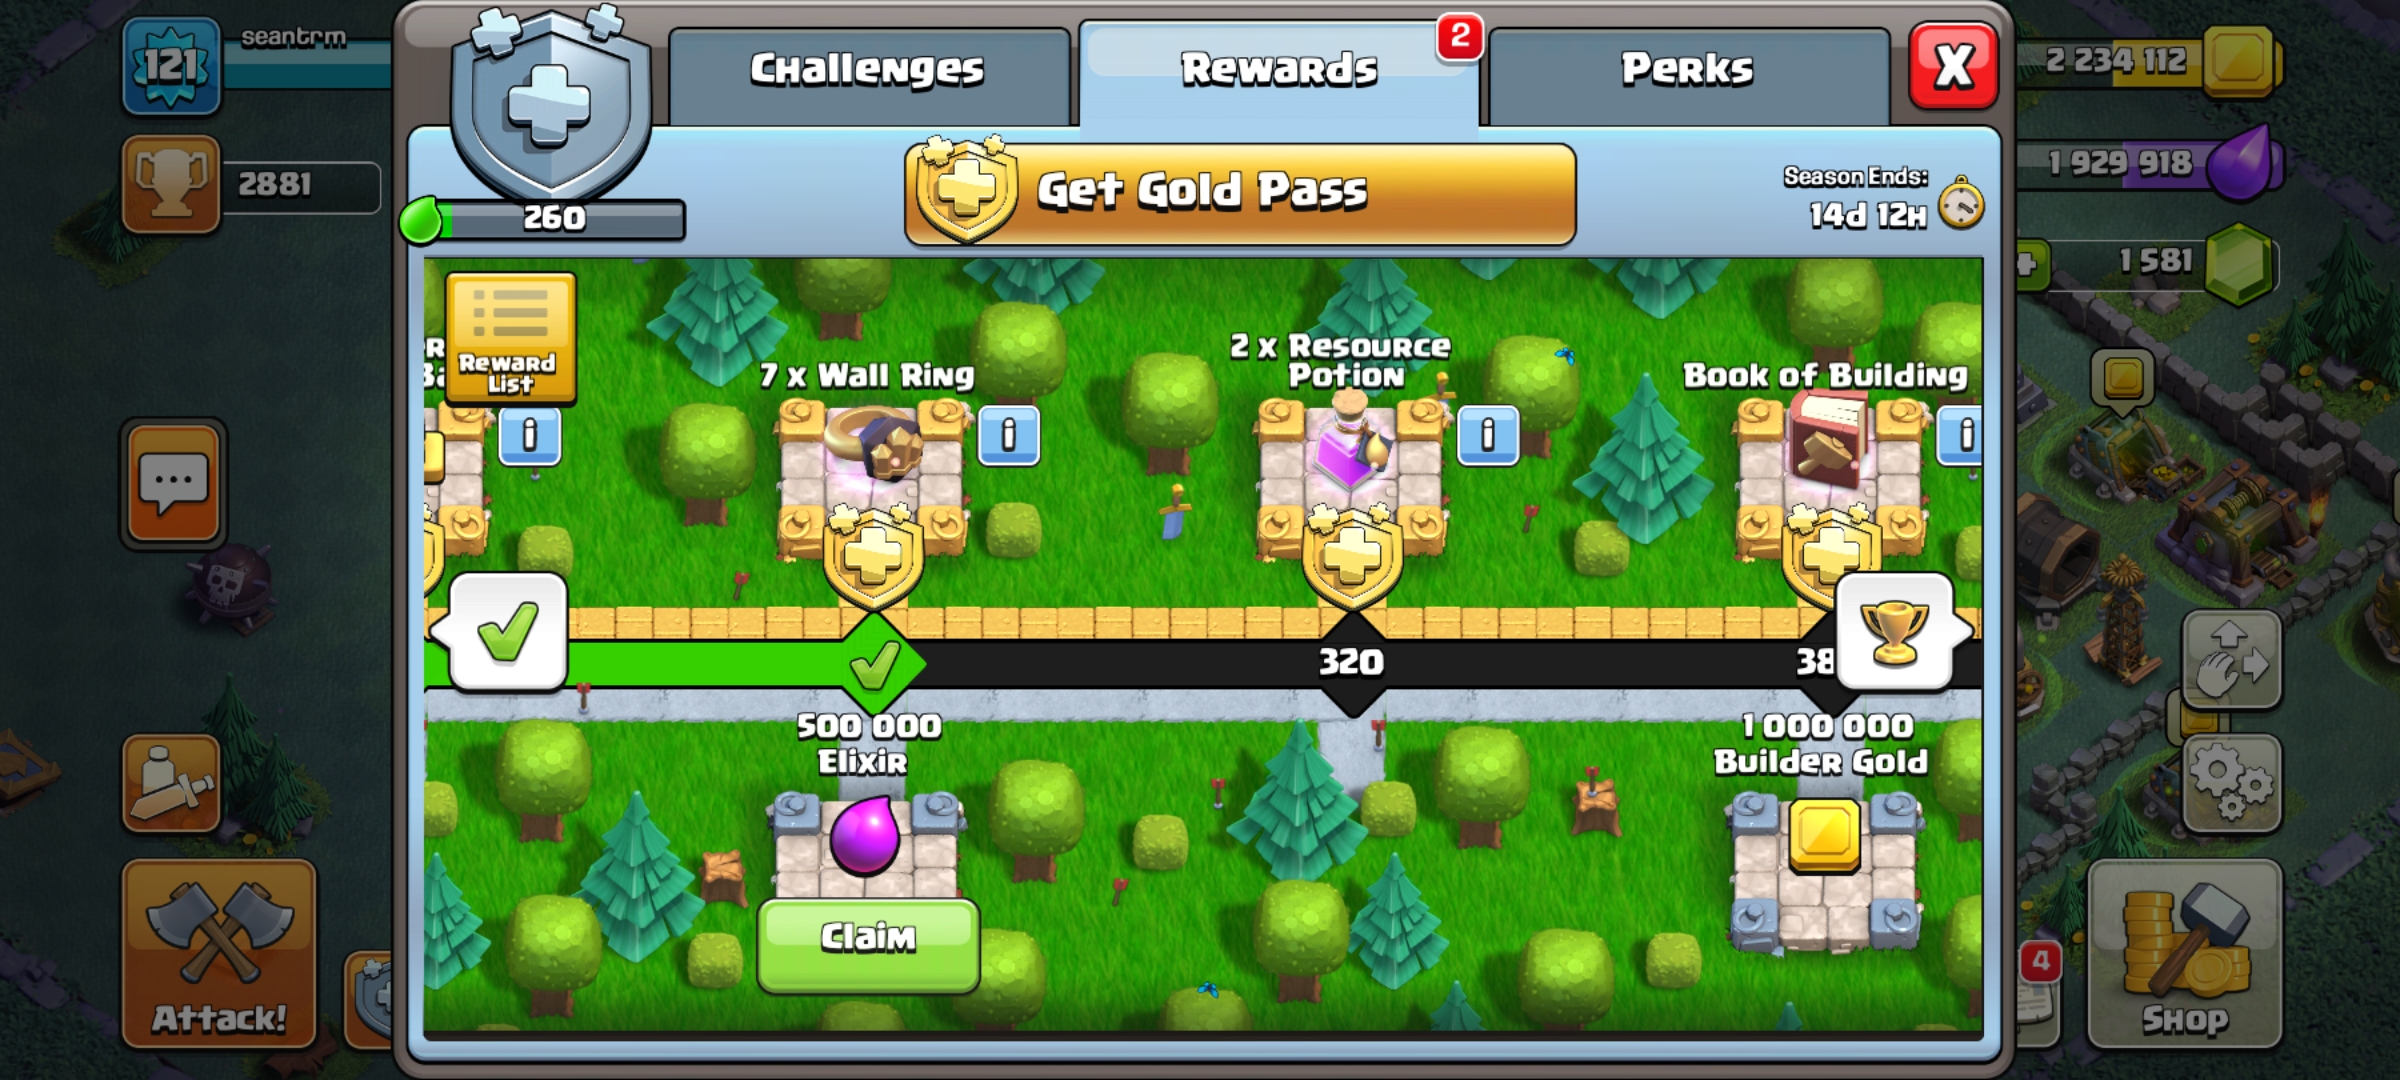 121
seantrm
2881
Challenges
Rewards
2
Perks
X
2 234 112
1 929 918
1 581
260
Get Gold Pass
Season Ends:
14d 12H
Reward
List
7 x Wall Ring
2 x Resource
Potion
Book of Building
i
i
i
i
320
500 000
Elixir
Claim
1 000 000
Builder Gold
Attack!
4
Shop